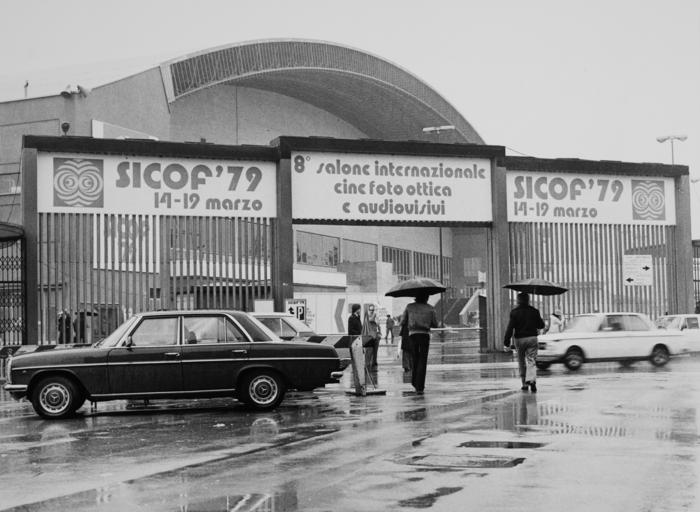 SICOF'79
14-19 marzo
8° salone internazionale
cine foto ottica
e audiovisivi
SICOF'79
14-19 marzo
P